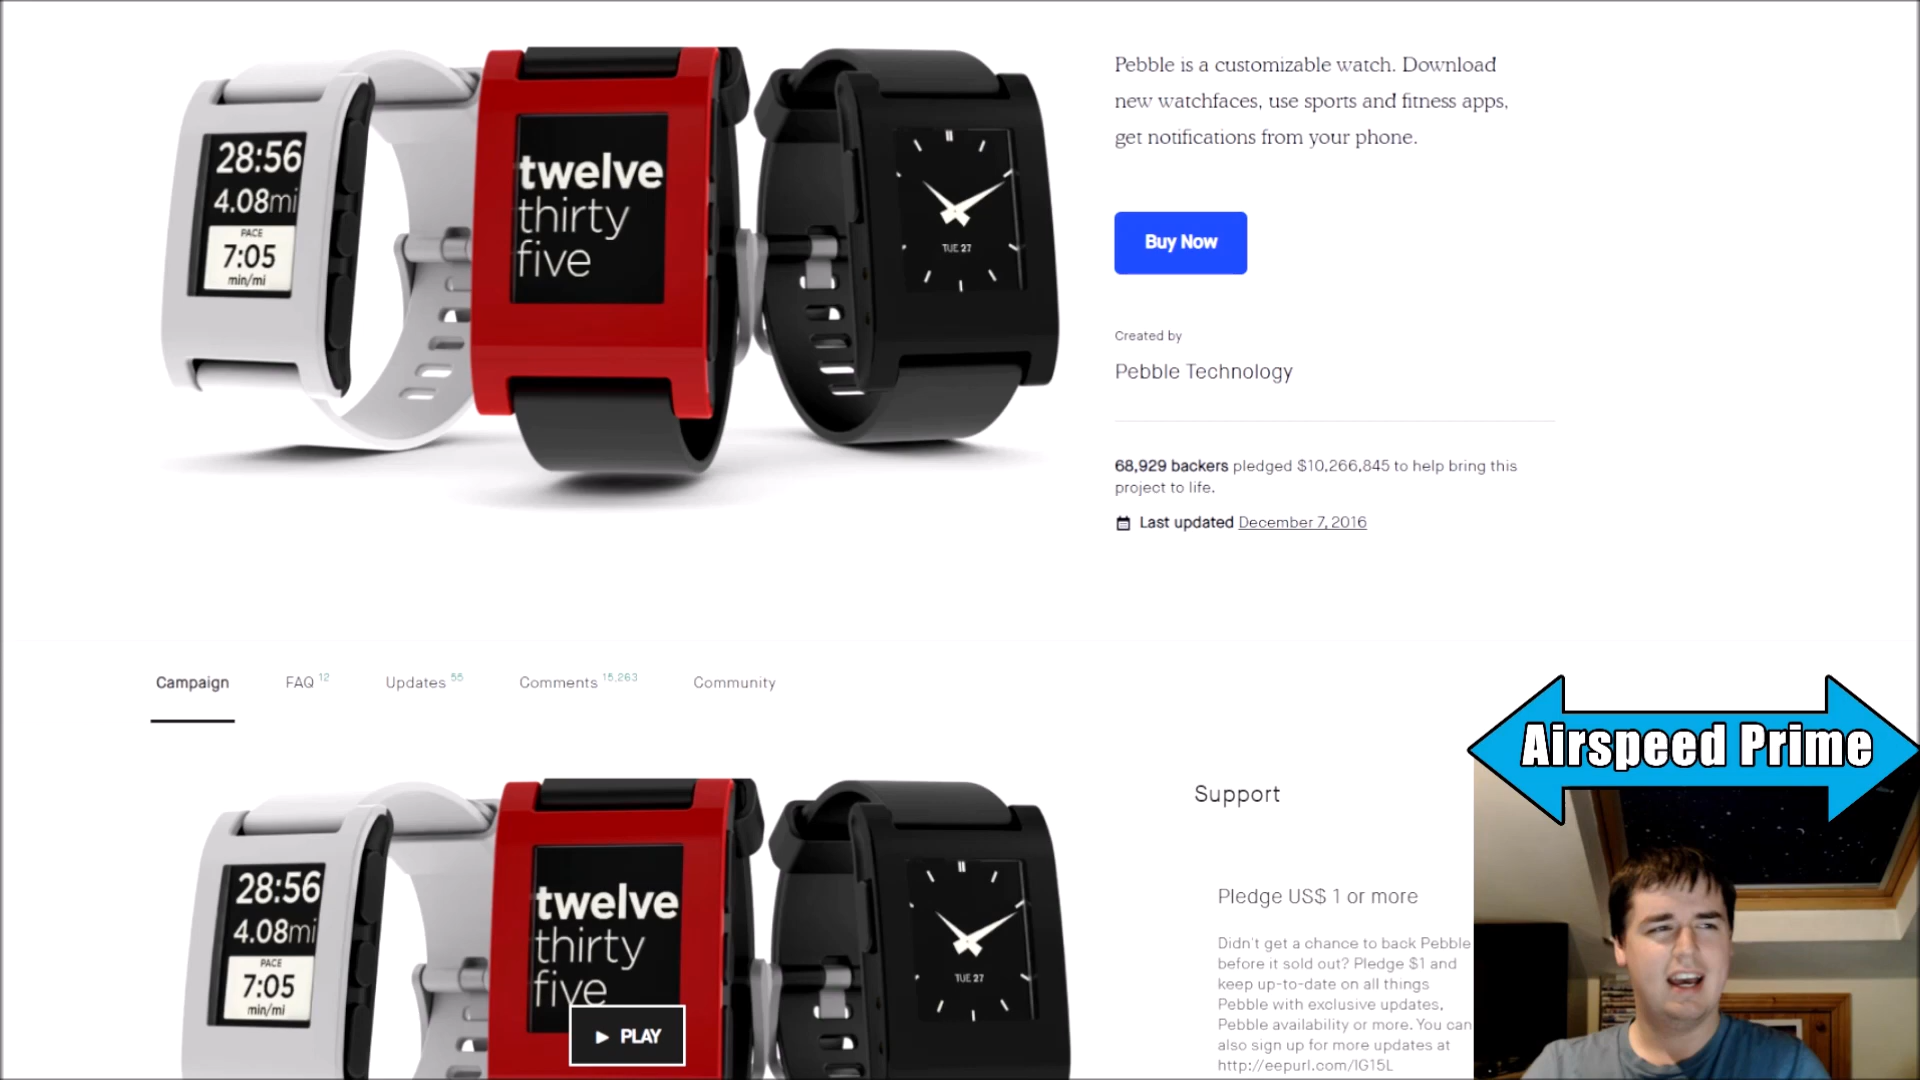 28:56
4.08mi
PACE
7:05
min/mi
twelve
thirty
five
TUE 27
Pebble is a customizable watch. Download
new watchfaces, use sports and fitness apps,
get notifications from your phone.
Buy Now
Created by
Pebble Technology
68,929 backers pledged $10,266,845 to help bring this
project to life.
Last updated December 7, 2016
Campaign FAQ 12 Updates 55 Comments 15,263 Community
Airspeed Prime
28:56
4.08mi
PACE
7:05
min/mi
twelve
thirty
five
TUE 27
PLAY
Support
Pledge US$ 1 or more
Didn't get a chance to back Pebble
before it sold out? Pledge $1 and
keep up-to-date on all things
Pebble with exclusive updates,
Pebble availability or more. You can
also sign up for more updates at
http://eepurl.com/IG15L